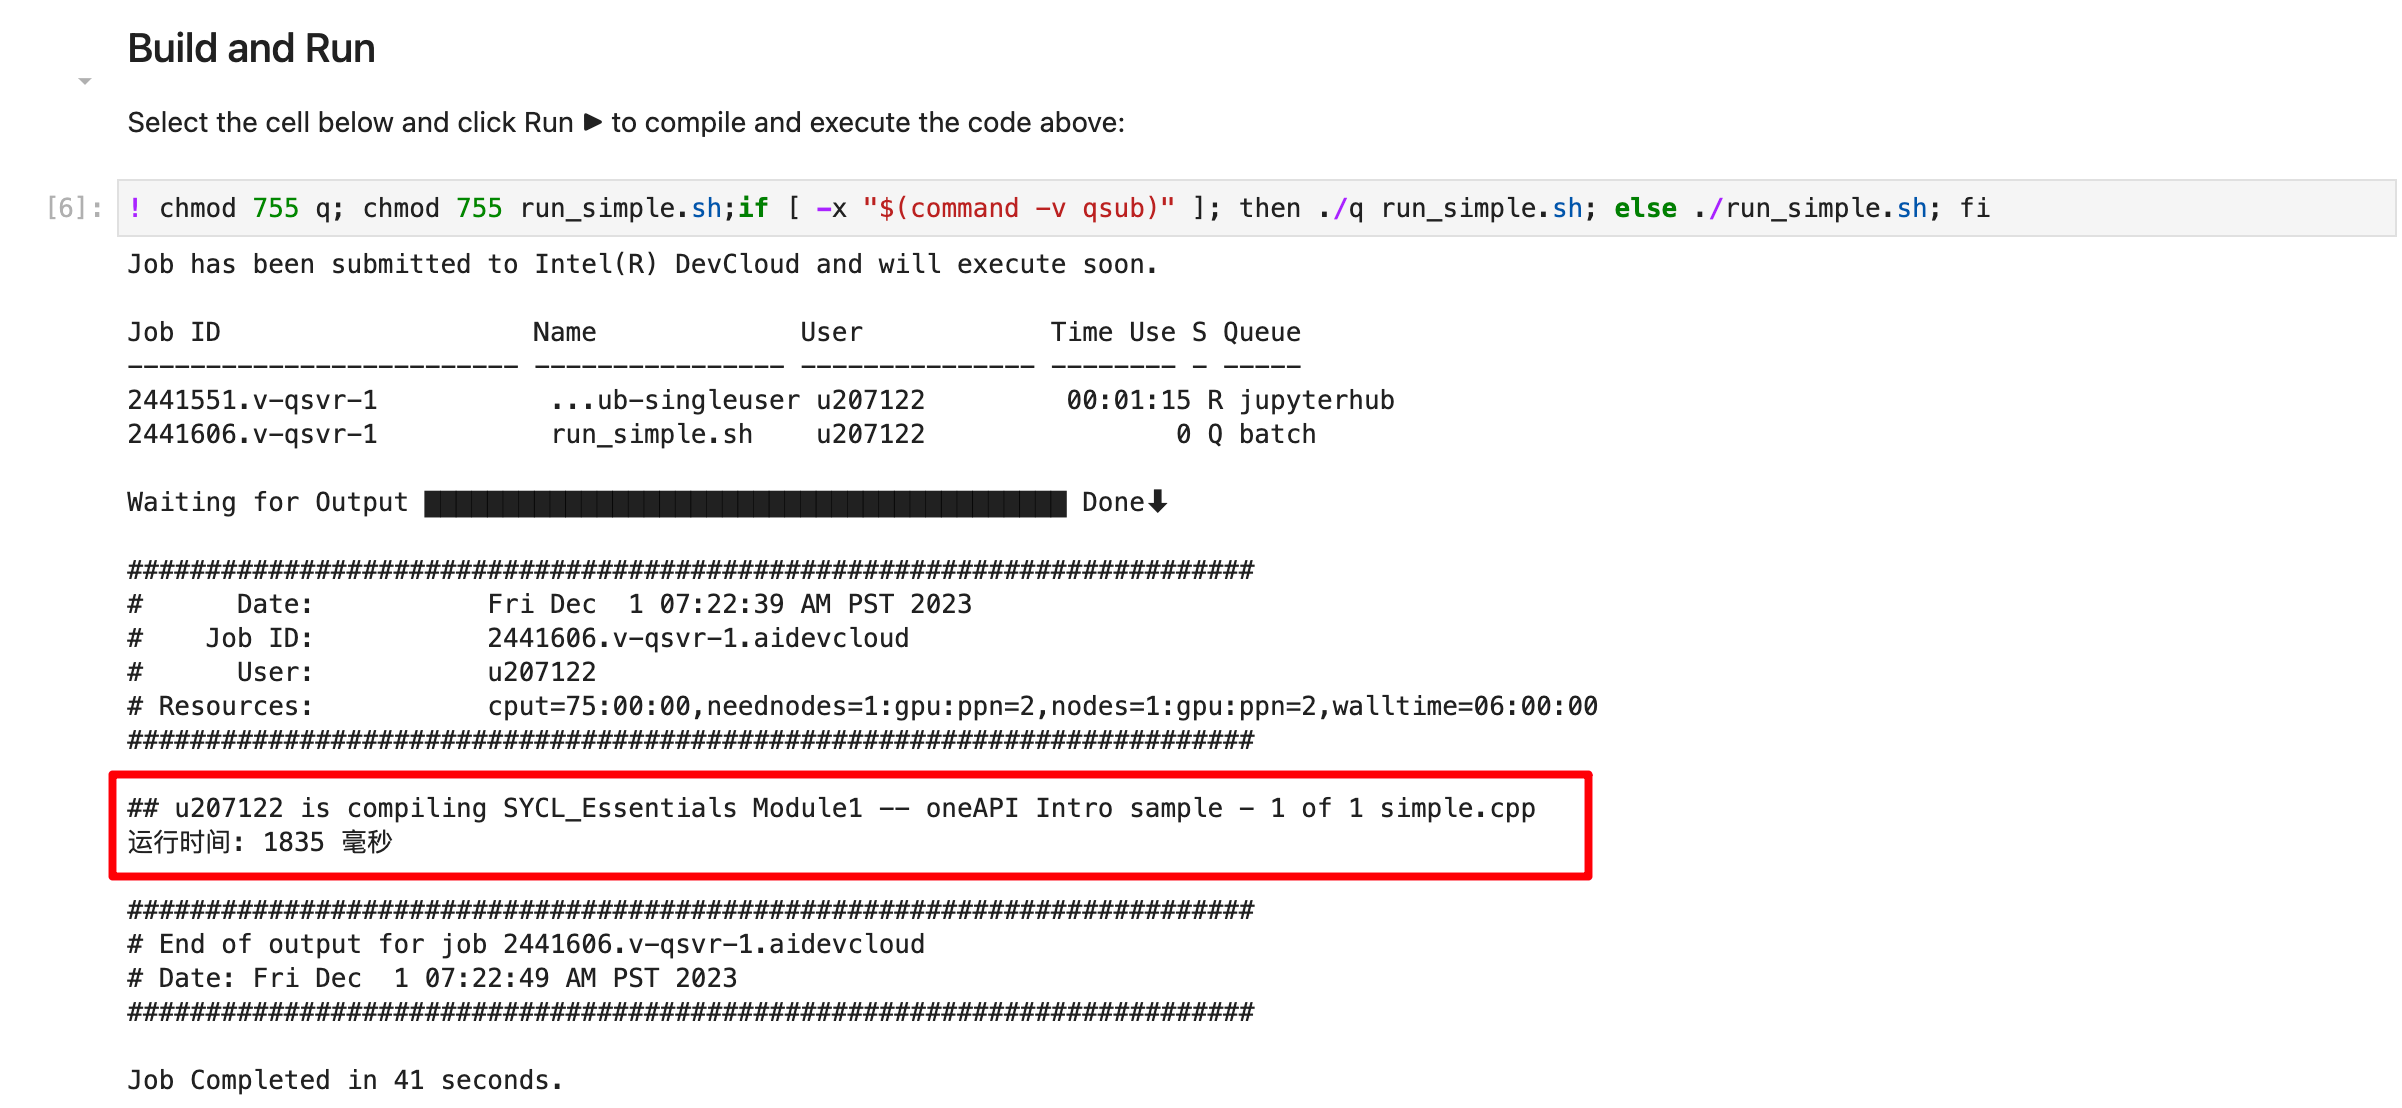 Build and Run
Select the cell below and click Run ▶ to compile and execute the code above:
[6]: ! chmod 755 q; chmod 755 run_simple.sh;if [ -x "$(command -v qsub)" ]; then ./q run_simple.sh; else ./run_simple.sh; fi
Job has been submitted to Intel(R) DevCloud and will execute soon.
Job ID                    Name             User            Time Use S Queue
------------------------- ---------------- --------------- -------- - -----
2441551.v-qsvr-1           ...ub-singleuser u207122         00:01:15 R jupyterhub
2441606.v-qsvr-1           run_simple.sh    u207122                0 Q batch
Waiting for Output █████████████████████████████████████████ Done⬇
########################################################################
#      Date:           Fri Dec  1 07:22:39 AM PST 2023
#    Job ID:           2441606.v-qsvr-1.aidevcloud
#      User:           u207122
# Resources:           cput=75:00:00,neednodes=1:gpu:ppn=2,nodes=1:gpu:ppn=2,walltime=06:00:00
########################################################################
## u207122 is compiling SYCL_Essentials Module1 -- oneAPI Intro sample - 1 of 1 simple.cpp
运行时间: 1835 毫秒
########################################################################
# End of output for job 2441606.v-qsvr-1.aidevcloud
# Date: Fri Dec  1 07:22:49 AM PST 2023
########################################################################
Job Completed in 41 seconds.